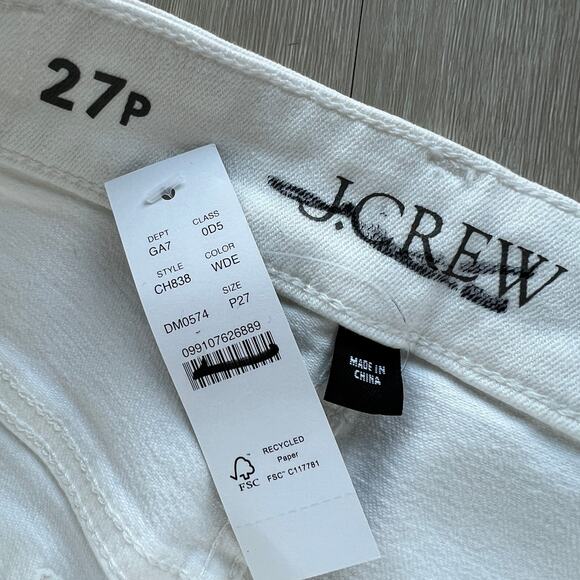 27P
J.CREW
DEPT CLASS
GA7 0D5
STYLE COLOR
CH838 WDE
SIZE
DM0574 P27
099107626889
MADE IN
CHINA
RECYCLED
Paper
FSC™ C117781
FSC